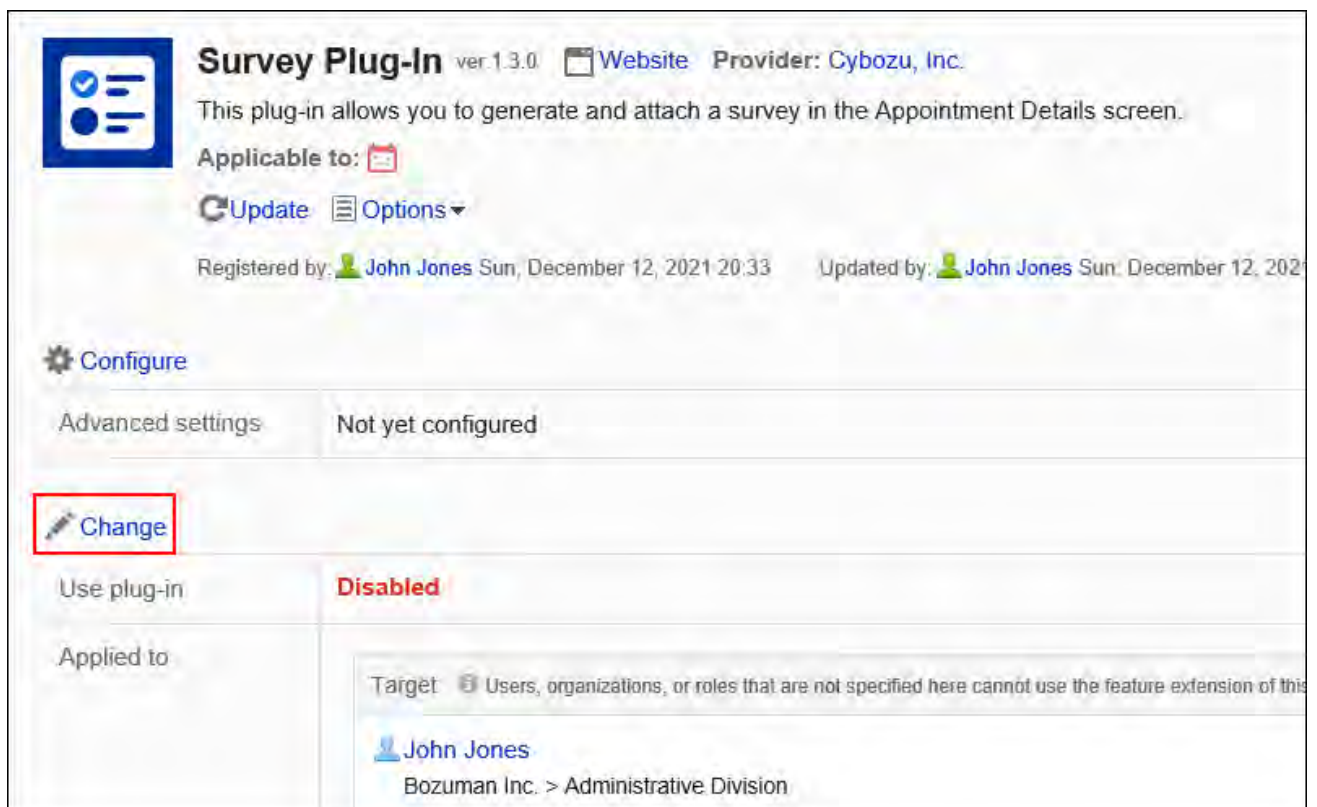 Survey Plug-In ver.1.3.0 Website Provider: Cybozu, Inc.
This plug-in allows you to generate and attach a survey in the Appointment Details screen.
Applicable to:
Update Options
Registered by: John Jones Sun, December 12, 2021 20:33 Updated by: John Jones Sun, December 12, 202
Configure
Advanced settings Not yet configured
Change
Use plug-in Disabled
Applied to
Target Users, organizations, or roles that are not specified here cannot use the feature extension of this
John Jones
Bozuman Inc. > Administrative Division